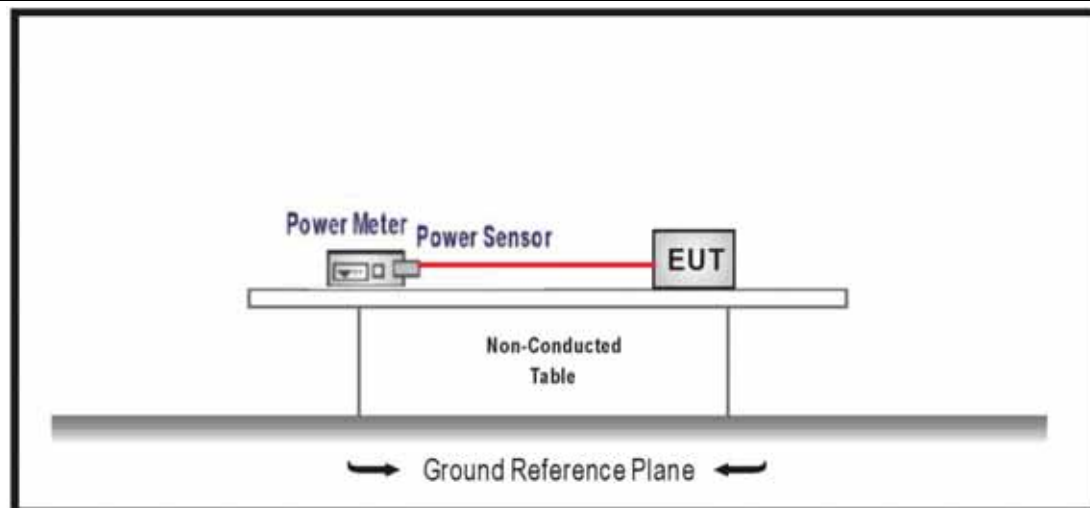 Power Meter
Power Sensor
EUT
Non-Conducted
Table
Ground Reference Plane